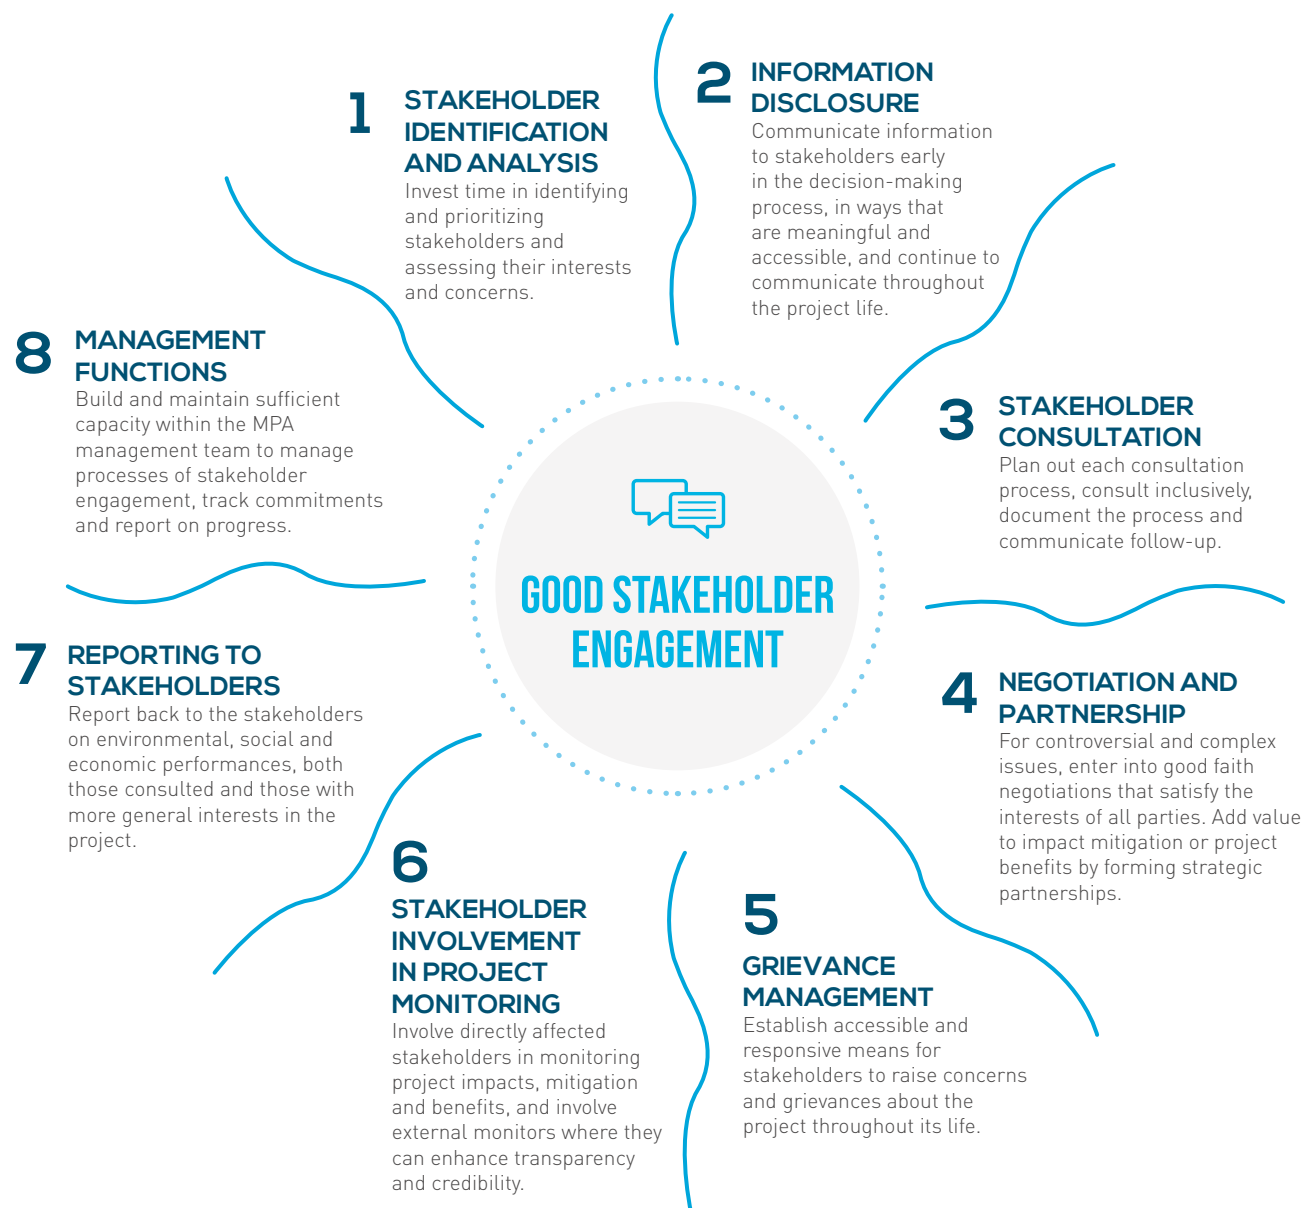 1
STAKEHOLDER
IDENTIFICATION
AND ANALYSIS
Invest time in identifying
and prioritizing
stakeholders and
assessing their interests
and concerns.
2
INFORMATION
DISCLOSURE
Communicate information
to stakeholders early
in the decision-making
process, in ways that
are meaningful and
accessible, and continue to
communicate throughout
the project life.
3
STAKEHOLDER
CONSULTATION
Plan out each consultation
process, consult inclusively,
document the process and
communicate follow-up.
4
NEGOTIATION AND
PARTNERSHIP
For controversial and complex
issues, enter into good faith
negotiations that satisfy the
interests of all parties. Add value
to impact mitigation or project
benefits by forming strategic
partnerships.
5
GRIEVANCE
MANAGEMENT
Establish accessible and
responsive means for
stakeholders to raise concerns
and grievances about the
project throughout its life.
6
STAKEHOLDER
INVOLVEMENT
IN PROJECT
MONITORING
Involve directly affected
stakeholders in monitoring
project impacts, mitigation
and benefits, and involve
external monitors where they
can enhance transparency
and credibility.
7
REPORTING TO
STAKEHOLDERS
Report back to the stakeholders
on environmental, social and
economic performances, both
those consulted and those with
more general interests in the
project.
8
MANAGEMENT
FUNCTIONS
Build and maintain sufficient
capacity within the MPA
management team to manage
processes of stakeholder
engagement, track commitments
and report on progress.
GOOD STAKEHOLDER
ENGAGEMENT